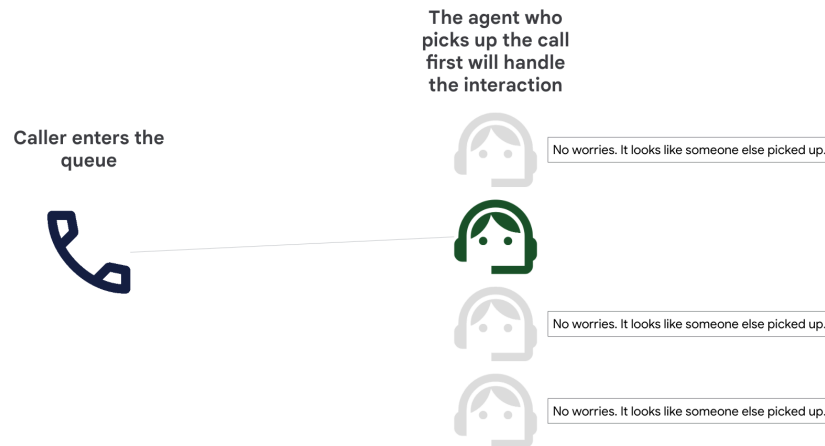 The agent who
picks up the call
first will handle
the interaction
Caller enters the
queue
No worries. It looks like someone else picked up.
No worries. It looks like someone else picked up.
No worries. It looks like someone else picked up.